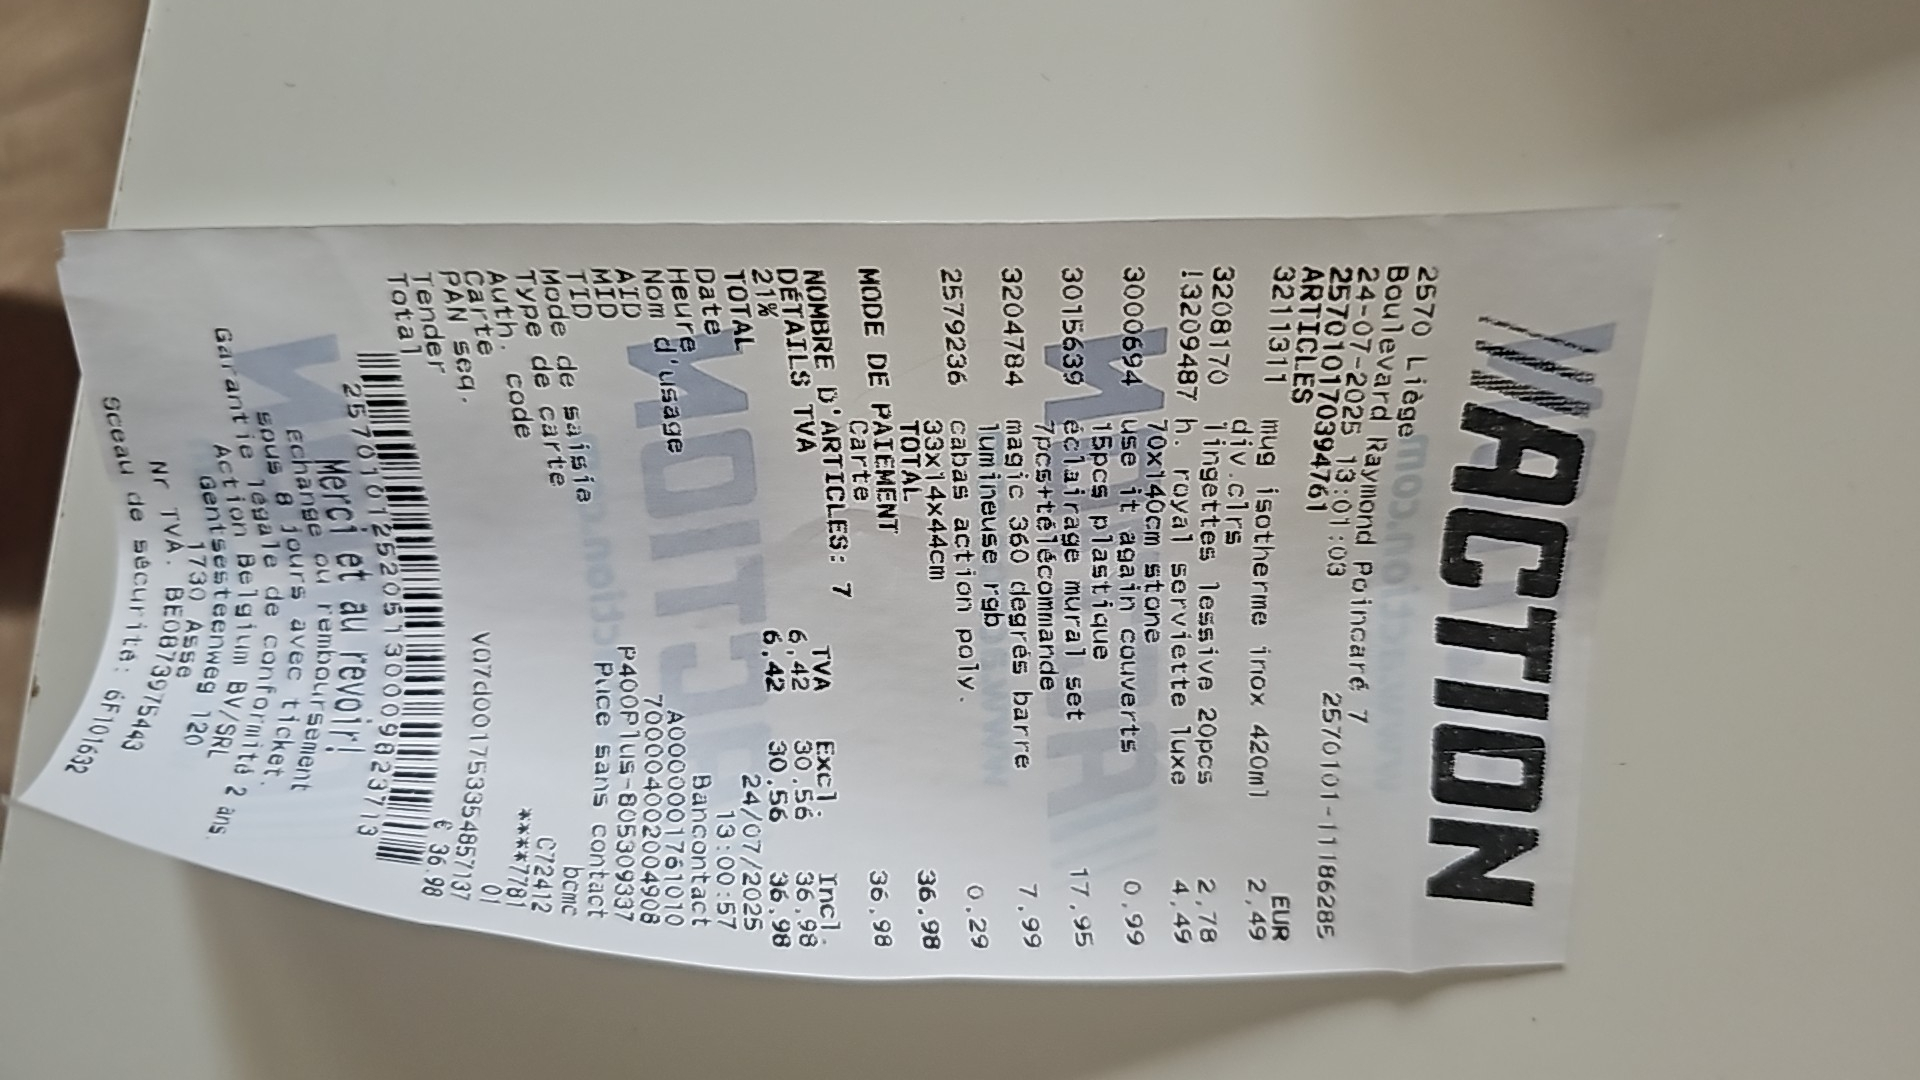 ///ACTION
2570 Liège
Boulevard Raymond Poincaré 7
24-07-2025 13:01:03 2570101-11186285
25701010170394761
ARTICLES EUR
3211311 mug isotherme inox 420ml 2,49
div.clrs
3208170 lingettes lessive 20pcs 2,78
!3209487 h. royal serviette luxe 4,49
70x140cm stone
3000694 use it again couverts 0,99
15pcs plastique
3015639 éclairage mural set 17,95
7pcs+télécommande
3204784 magic 360 degrés barre 7,99
lumineuse rgb
2579236 cabas action poly. 0,29
33x14x44cm
TOTAL 36,98
MODE DE PAIEMENT
Carte 36,98
NOMBRE D'ARTICLES: 7
DÉTAILS TVA TVA Excl. Incl.
21% 6,42 30.56 36,98
TOTAL 6,42 30.56 36,98
Date 24/07/2025
Heure 13:00:57
Nom d'usage Bancontact
AID
MID
TID P400Plus-805309337
Mode de saisie Puce sans contact
Type de carte bcmc
Auth. code C72412
Carte ****7781
PAN seq. 01
Tender V07d001753354857137
Total € 36.98
Merci et au revoir!
Echange ou remboursement
sous 8 jours avec ticket.
Garantie légale de conformité 2 ans.
Action Belgium BV/SRL
Gentsesteenweg 120
1730 Asse
Nr TVA. BE0873975443
sceau de sécurité: 6F101632